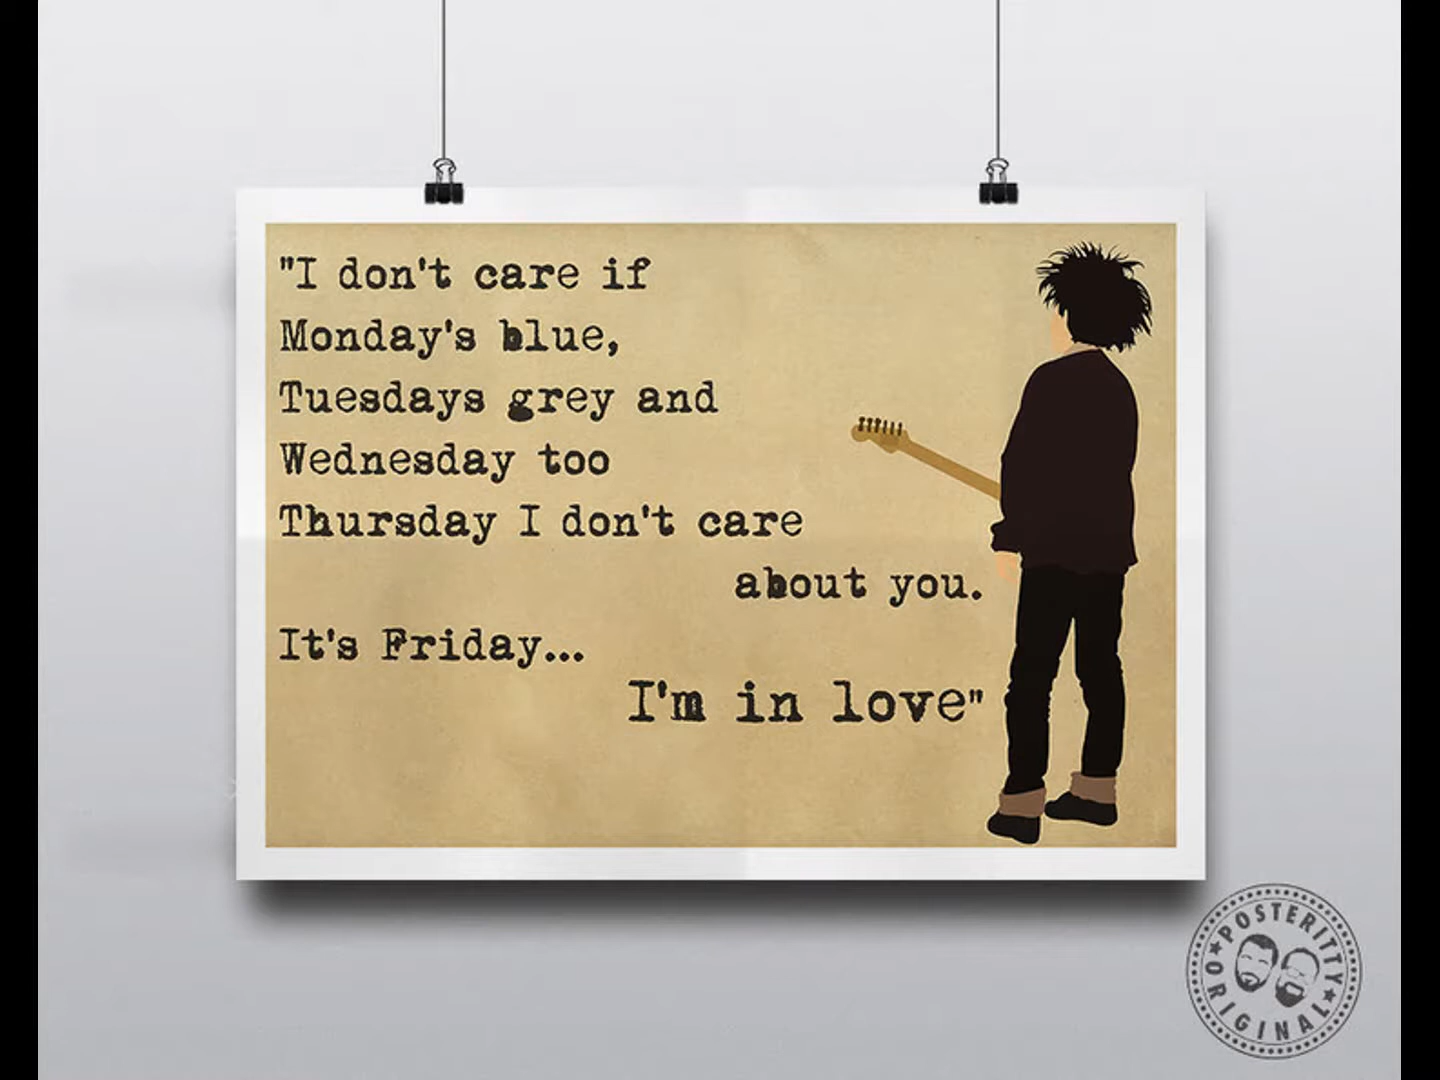 "I don't care if
Monday's blue,
Tuesdays grey and
Wednesday too
Thursday I don't care
about you.
It's Friday...
I'm in love"
POSTERITTY
ORIGINAL